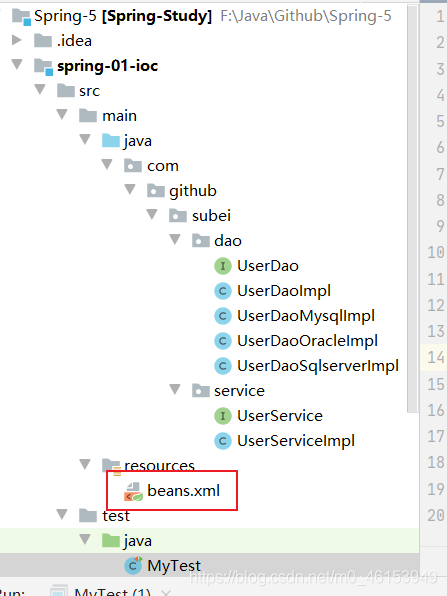 Spring-5 [Spring-Study] F:\Java\Github\Spring-5
.idea
spring-01-ioc
src
main
java
com
github
subei
dao
UserDao
UserDaoImpl
UserDaoMysqlImpl
UserDaoOracleImpl
UserDaoSqlserverImpl
service
UserService
UserServiceImpl
resources
beans.xml
test
java
MyTest
1
2
3
4
5
6
7
8
9
10
11
12
13
14
15
16
17
18
19
20
https://blog.csdn.net/m0_46153949
Run: MyTest (1) ×